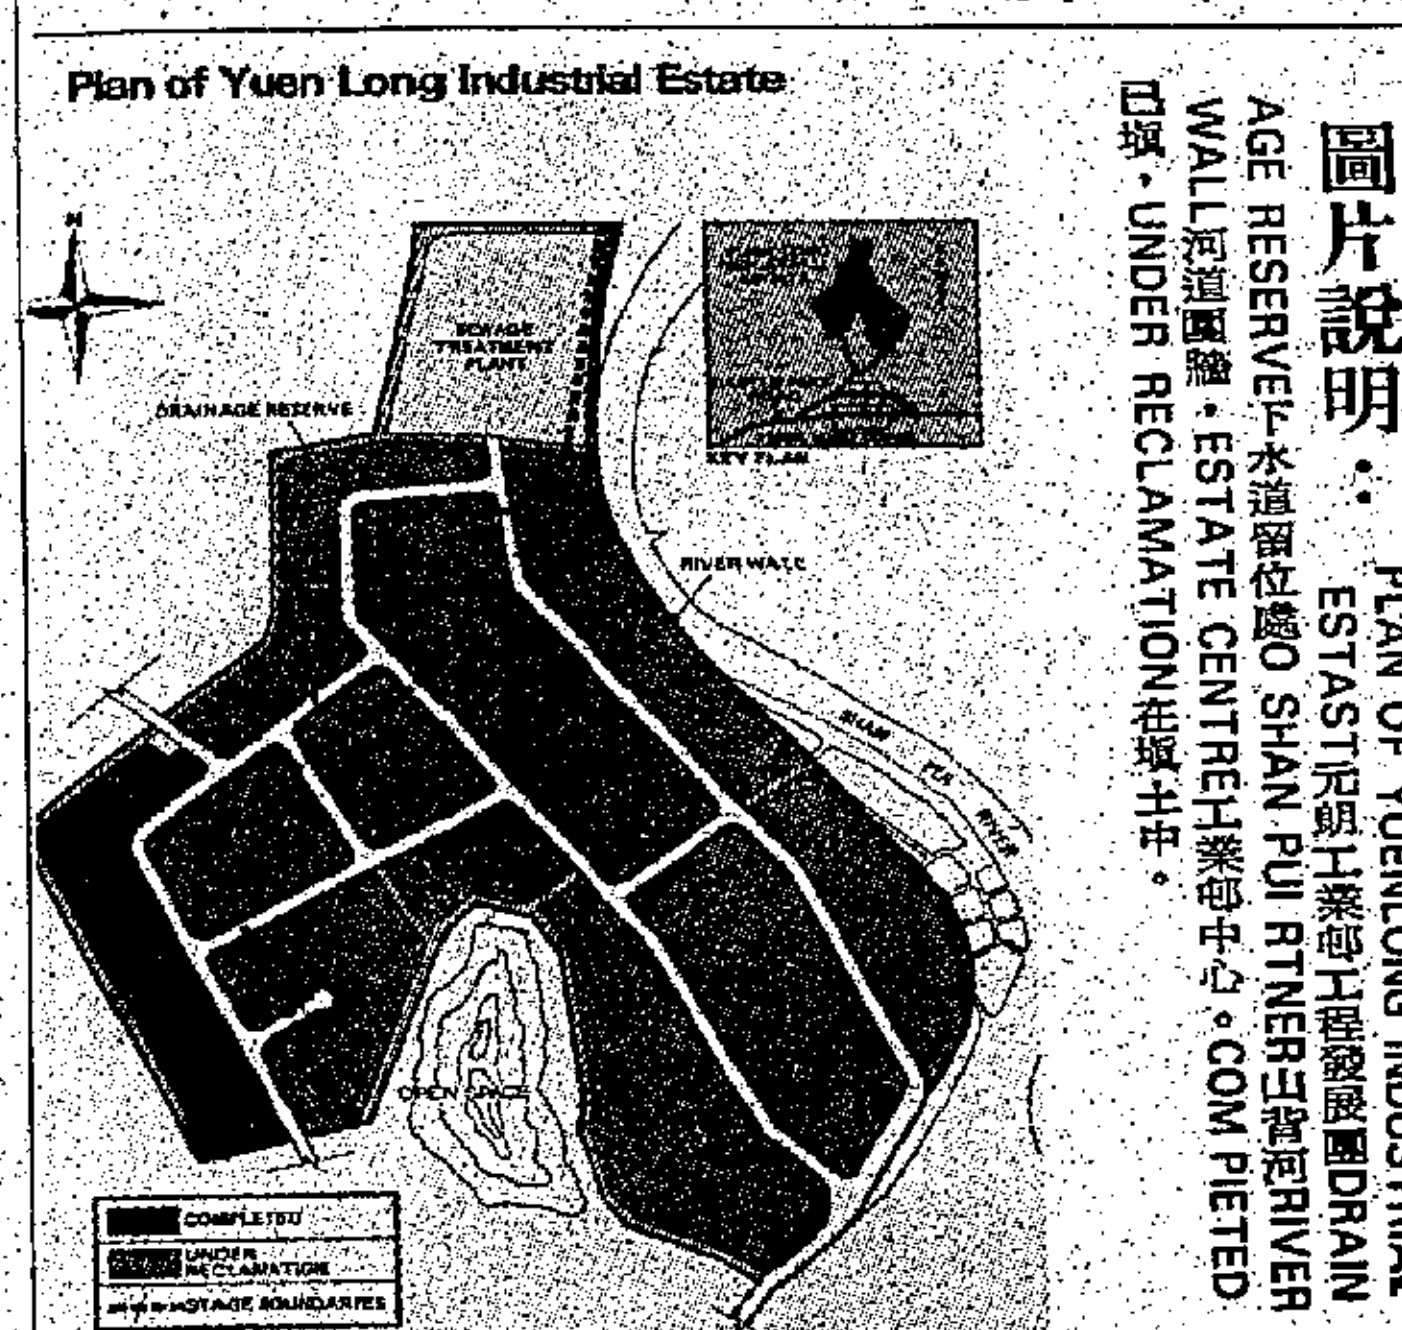 Plan of Yuen Long Industrial Estate
N
SEWAGE
TREATMENT
PLANT
DRAINAGE RESERVE
KEY PLAN
RIVER WALL
SHAN PUI RIVER
OPEN SPACE
COMPLETED
UNDER
RECLAMATION
STAGE BOUNDARIES
圖片說明：
PLAN OF YUENLONG INDUSTRIAL
ESTAST元朗工業邨工程發展圖DRAIN
AGE RESERVE下水道留位處O SHAN PUI RTNER山背河RIVER
WALL河道圍牆・ESTATE CENTRE工業邨中心。COM PIETED
已塡・UNDER RECLAMATION在塡土中。